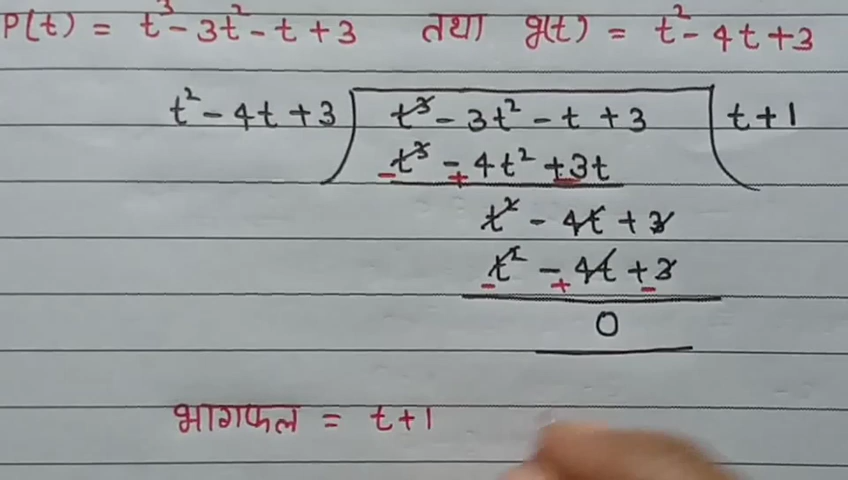 P(t) = t³ - 3t² - t + 3 तथा g(t) = t² - 4t + 3
t² - 4t + 3 ) t³ - 3t² - t + 3 ( t + 1
t³ - 4t² + 3t
- + -
t² - 4t + 3
t² - 4t + 3
- + -
0
भागफल = t + 1